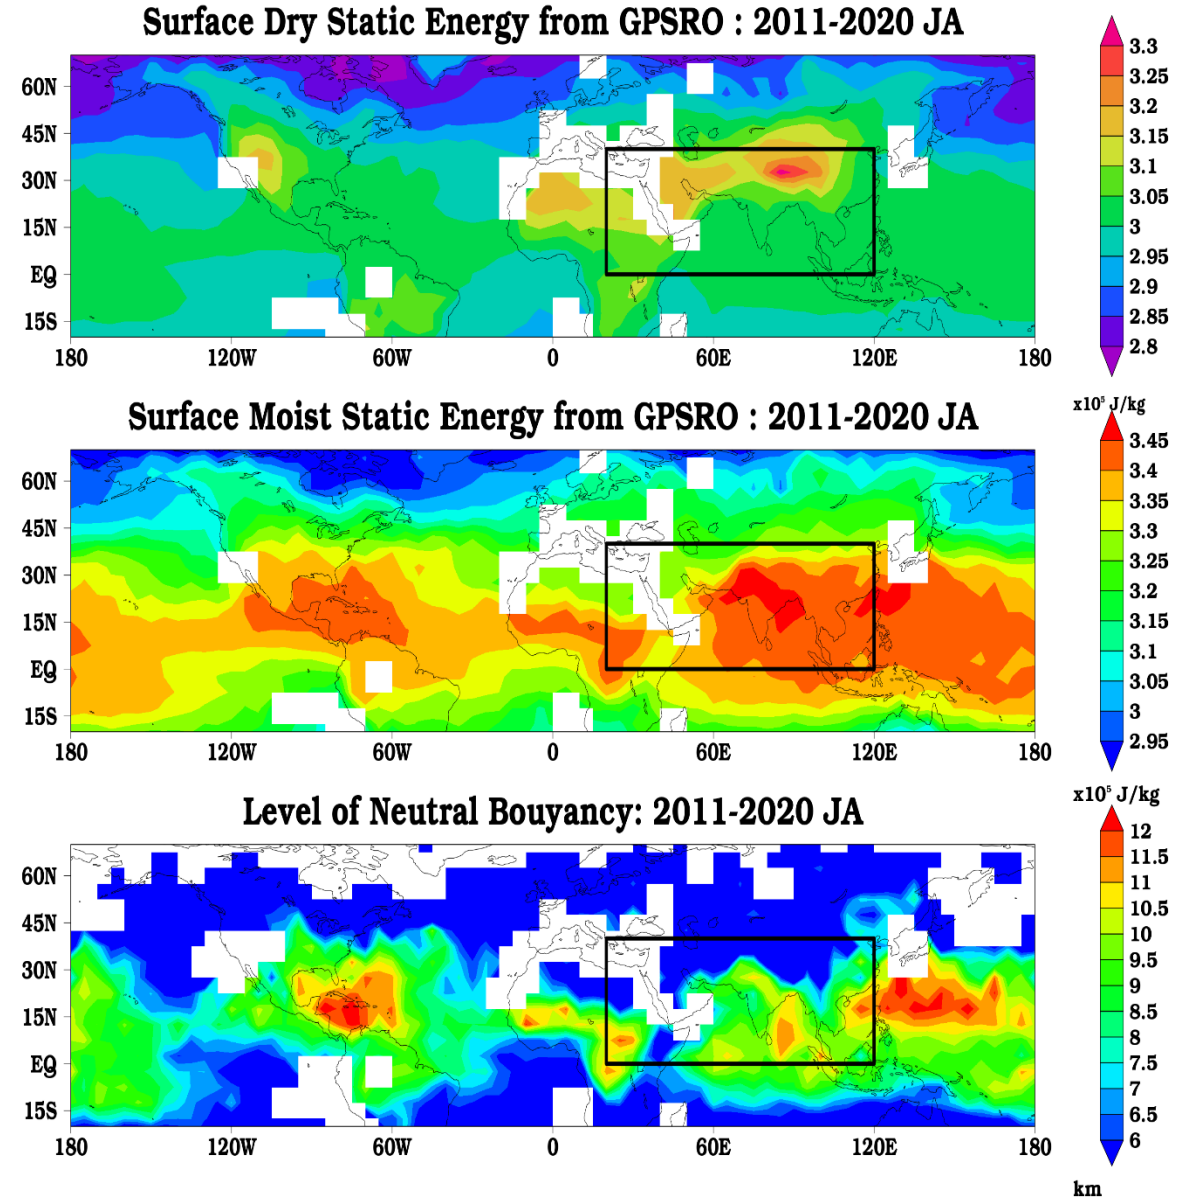 Surface Dry Static Energy from GPSRO : 2011-2020 JA
60N
45N
30N
15N
EQ
15S
180 120W 60W 0 60E 120E 180
3.3
3.25
3.2
3.15
3.1
3.05
3
2.95
2.9
2.85
2.8
x10⁵ J/kg
Surface Moist Static Energy from GPSRO : 2011-2020 JA
60N
45N
30N
15N
EQ
15S
180 120W 60W 0 60E 120E 180
3.45
3.4
3.35
3.3
3.25
3.2
3.15
3.1
3.05
3
2.95
x10⁵ J/kg
Level of Neutral Bouyancy: 2011-2020 JA
60N
45N
30N
15N
EQ
15S
180 120W 60W 0 60E 120E 180
12
11.5
11
10.5
10
9.5
9
8.5
8
7.5
7
6.5
6
km